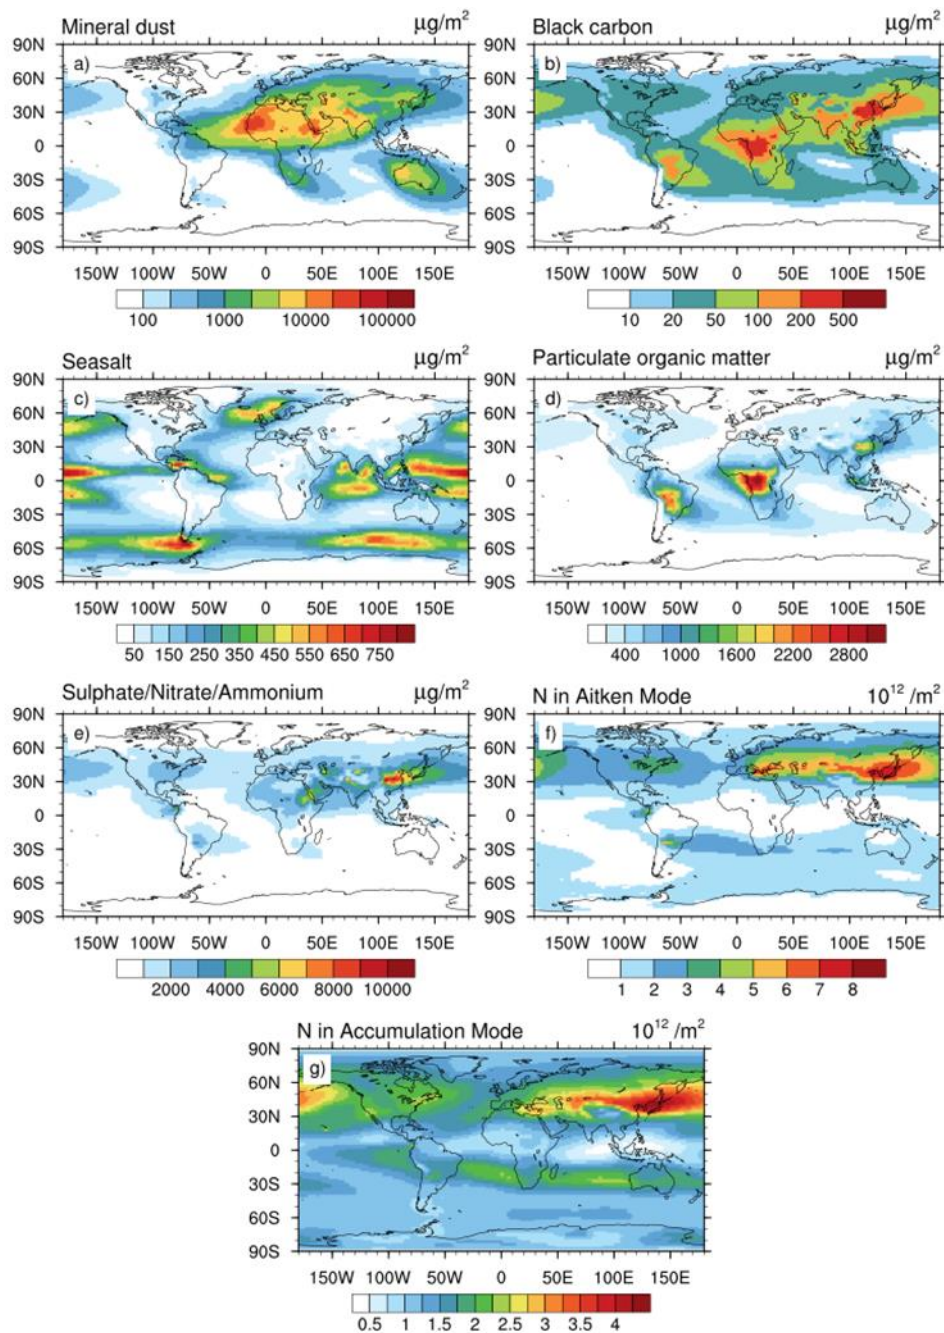 Mineral dust µg/m²
a)
90N
60N
30N
0
30S
60S
90S
150W 100W 50W 0 50E 100E 150E
100 1000 10000 100000
Black carbon µg/m²
b)
90N
60N
30N
0
30S
60S
90S
150W 100W 50W 0 50E 100E 150E
10 20 50 100 200 500
Seasalt µg/m²
c)
90N
60N
30N
0
30S
60S
90S
150W 100W 50W 0 50E 100E 150E
50 150 250 350 450 550 650 750
Particulate organic matter µg/m²
d)
90N
60N
30N
0
30S
60S
90S
150W 100W 50W 0 50E 100E 150E
400 1000 1600 2200 2800
Sulphate/Nitrate/Ammonium µg/m²
e)
90N
60N
30N
0
30S
60S
90S
150W 100W 50W 0 50E 100E 150E
2000 4000 6000 8000 10000
N in Aitken Mode 10¹² /m²
f)
90N
60N
30N
0
30S
60S
90S
150W 100W 50W 0 50E 100E 150E
1 2 3 4 5 6 7 8
N in Accumulation Mode 10¹² /m²
g)
90N
60N
30N
0
30S
60S
90S
150W 100W 50W 0 50E 100E 150E
0.5 1 1.5 2 2.5 3 3.5 4